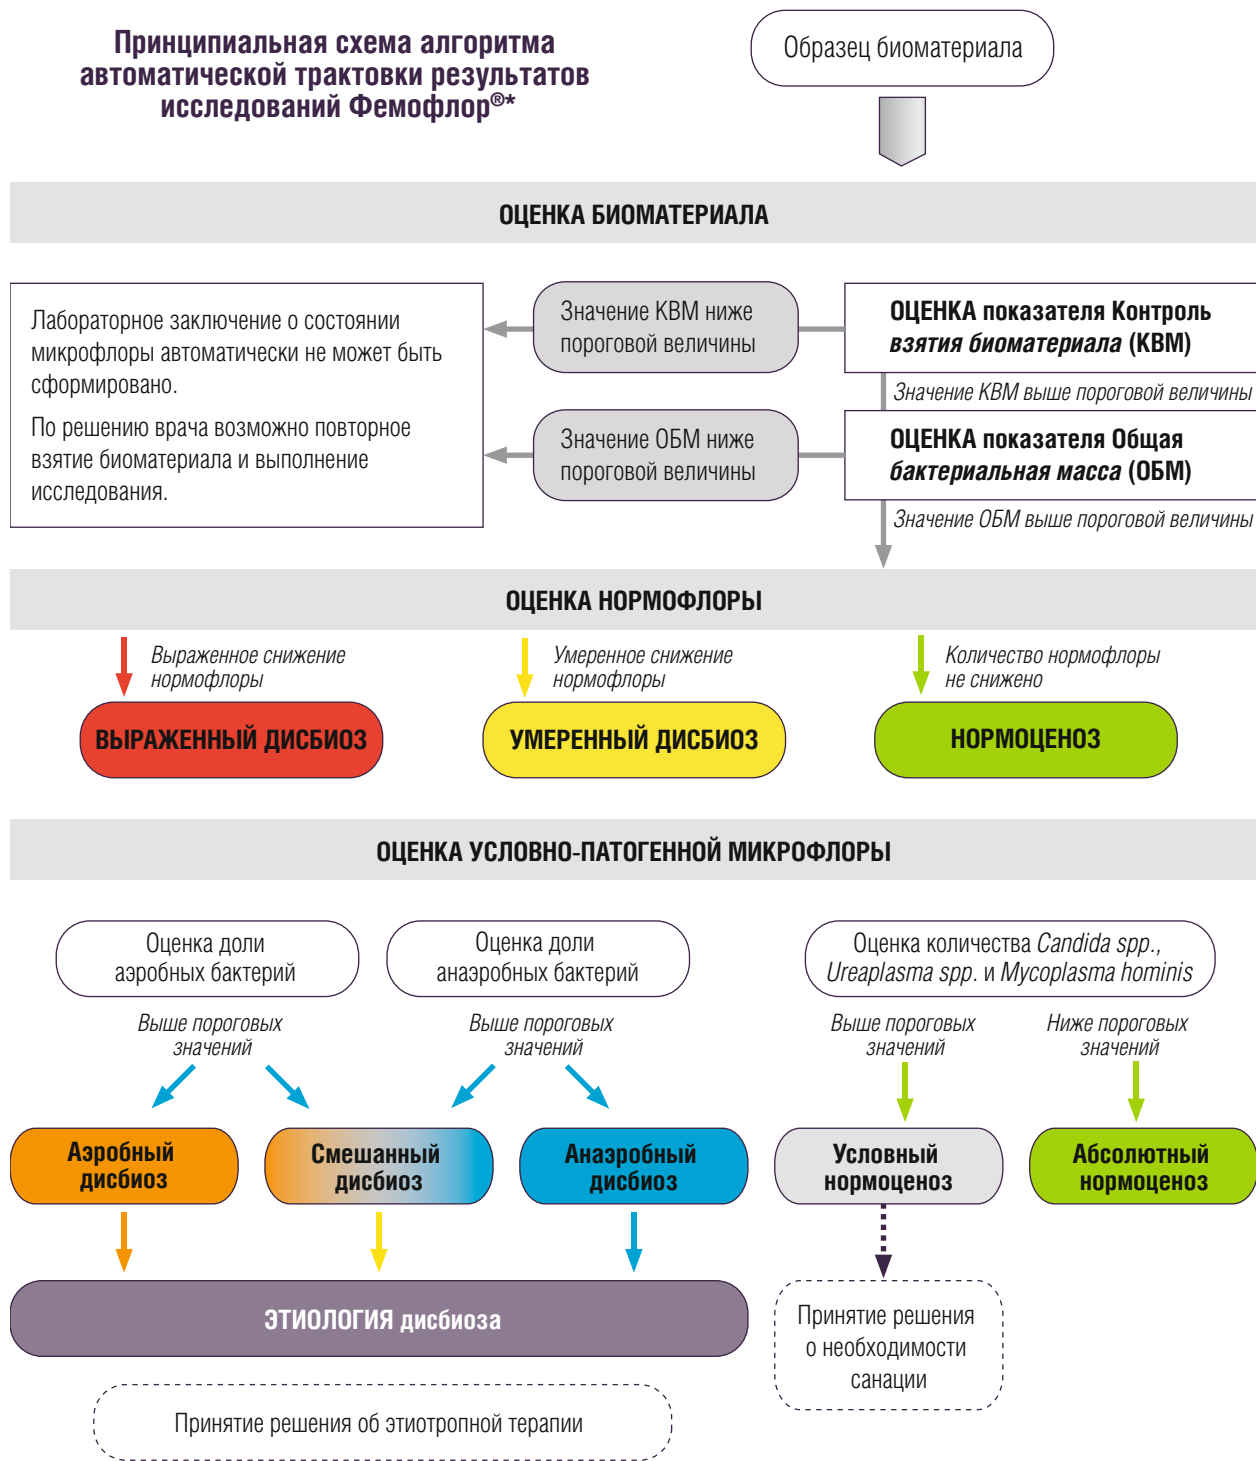 Принципиальная схема алгоритма
автоматической трактовки результатов
исследований Фемофлор®*
Образец биоматериала
ОЦЕНКА БИОМАТЕРИАЛА
Лабораторное заключение о состоянии
микрофлоры автоматически не может быть
сформировано.
По решению врача возможно повторное
взятие биоматериала и выполнение
исследования.
Значение КВМ ниже
пороговой величины
ОЦЕНКА показателя Контроль
взятия биоматериала (КВМ)
Значение КВМ выше пороговой величины
Значение ОБМ ниже
пороговой величины
ОЦЕНКА показателя Общая
бактериальная масса (ОБМ)
Значение ОБМ выше пороговой величины
ОЦЕНКА НОРМОФЛОРЫ
Выраженное снижение
нормофлоры
Умеренное снижение
нормофлоры
Количество нормофлоры
не снижено
ВЫРАЖЕННЫЙ ДИСБИОЗ
УМЕРЕННЫЙ ДИСБИОЗ
НОРМОЦЕНОЗ
ОЦЕНКА УСЛОВНО-ПАТОГЕННОЙ МИКРОФЛОРЫ
Оценка доли
аэробных бактерий
Оценка доли
анаэробных бактерий
Оценка количества Candida spp.,
Ureaplasma spp. и Mycoplasma hominis
Выше пороговых
значений
Выше пороговых
значений
Выше пороговых
значений
Ниже пороговых
значений
Аэробный
дисбиоз
Смешанный
дисбиоз
Анаэробный
дисбиоз
Условный
нормоценоз
Абсолютный
нормоценоз
ЭТИОЛОГИЯ дисбиоза
Принятие решения
о необходимости
санации
Принятие решения об этиотропной терапии